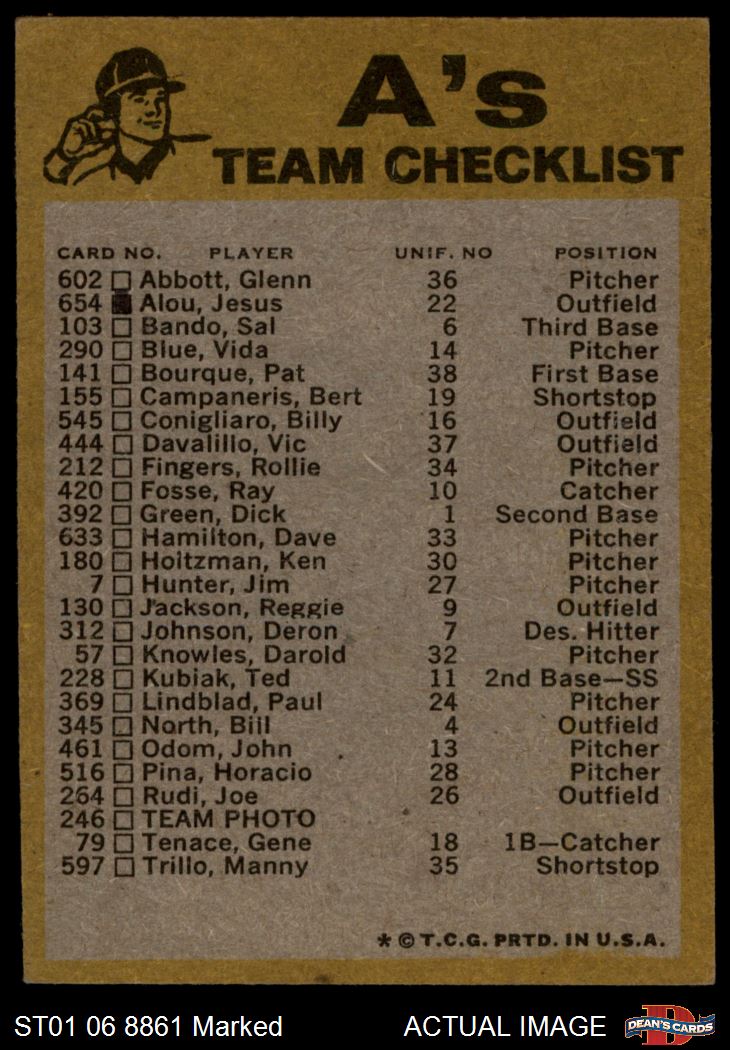 A's
TEAM CHECKLIST
CARD NO. PLAYER UNIF. NO POSITION
602 Abbott, Glenn 36 Pitcher
654 Alou, Jesus 22 Outfield
103 Bando, Sal 6 Third Base
290 Blue, Vida 14 Pitcher
141 Bourque, Pat 38 First Base
155 Campaneris, Bert 19 Shortstop
545 Conigliaro, Billy 16 Outfield
444 Davalillo, Vic 37 Outfield
212 Fingers, Rollie 34 Pitcher
420 Fosse, Ray 10 Catcher
392 Green, Dick 1 Second Base
633 Hamilton, Dave 33 Pitcher
180 Holtzman, Ken 30 Pitcher
7 Hunter, Jim 27 Pitcher
130 Jackson, Reggie 9 Outfield
312 Johnson, Deron 7 Des. Hitter
57 Knowles, Darold 32 Pitcher
228 Kubiak, Ted 11 2nd Base—SS
369 Lindblad, Paul 24 Pitcher
345 North, Bill 4 Outfield
461 Odom, John 13 Pitcher
516 Pina, Horacio 28 Pitcher
264 Rudi, Joe 26 Outfield
246 TEAM PHOTO
79 Tenace, Gene 18 1B—Catcher
597 Trillo, Manny 35 Shortstop
* © T.C.G. PRTD. IN U.S.A.
ST01 06 8861 Marked ACTUAL IMAGE
D
DEAN'S CARDS